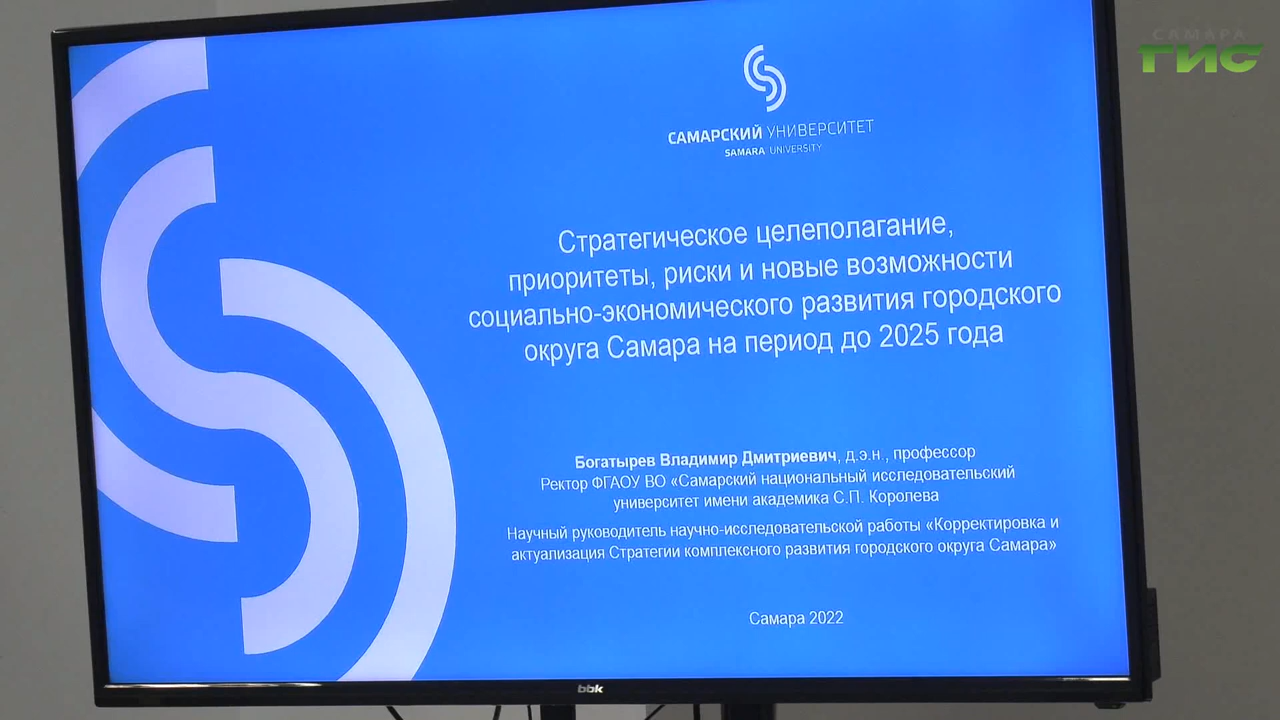 САМАРА
ГИС
САМАРСКИЙ УНИВЕРСИТЕТ
SAMARA UNIVERSITY
Стратегическое целеполагание,
приоритеты, риски и новые возможности
социально-экономического развития городского
округа Самара на период до 2025 года
Богатырев Владимир Дмитриевич, д.э.н., профессор
Ректор ФГАОУ ВО «Самарский национальный исследовательский
университет имени академика С.П. Королева
Научный руководитель научно-исследовательской работы «Корректировка и
актуализация Стратегии комплексного развития городского округа Самара»
Самара 2022
bbk